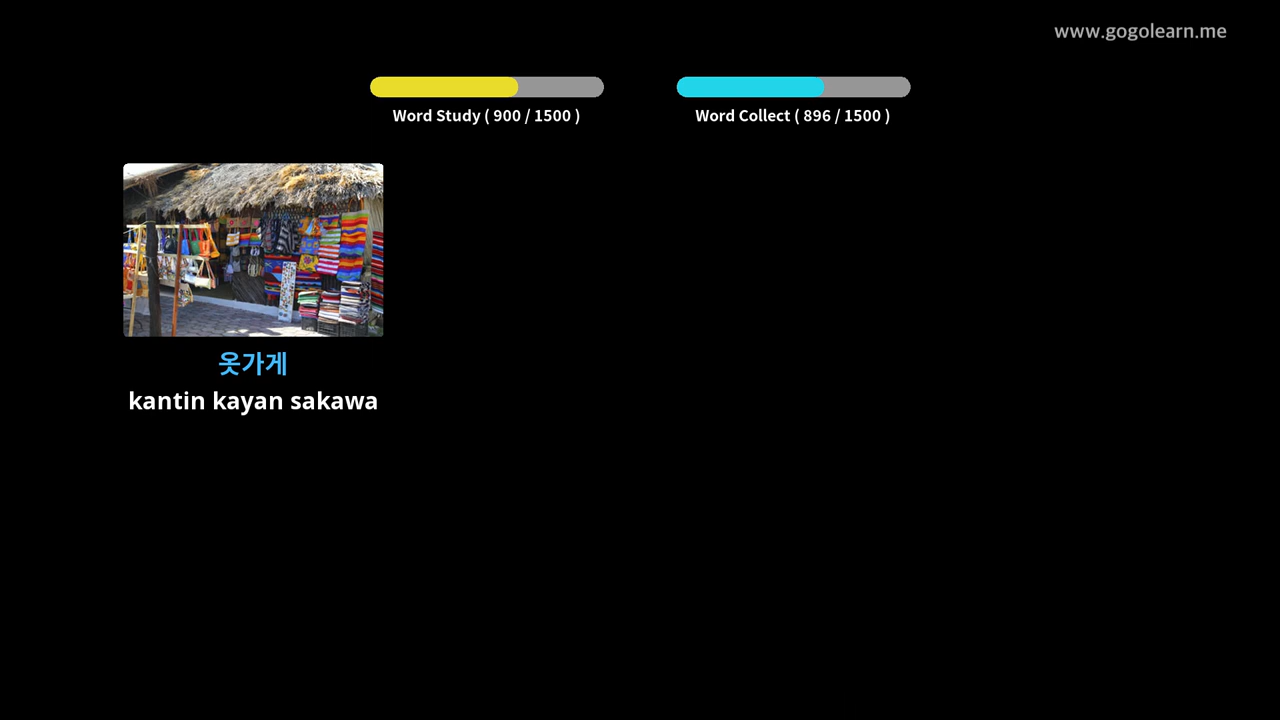 www.gogolearn.me
Word Study ( 900 / 1500 )
Word Collect ( 896 / 1500 )
옷가게
kantin kayan sakawa